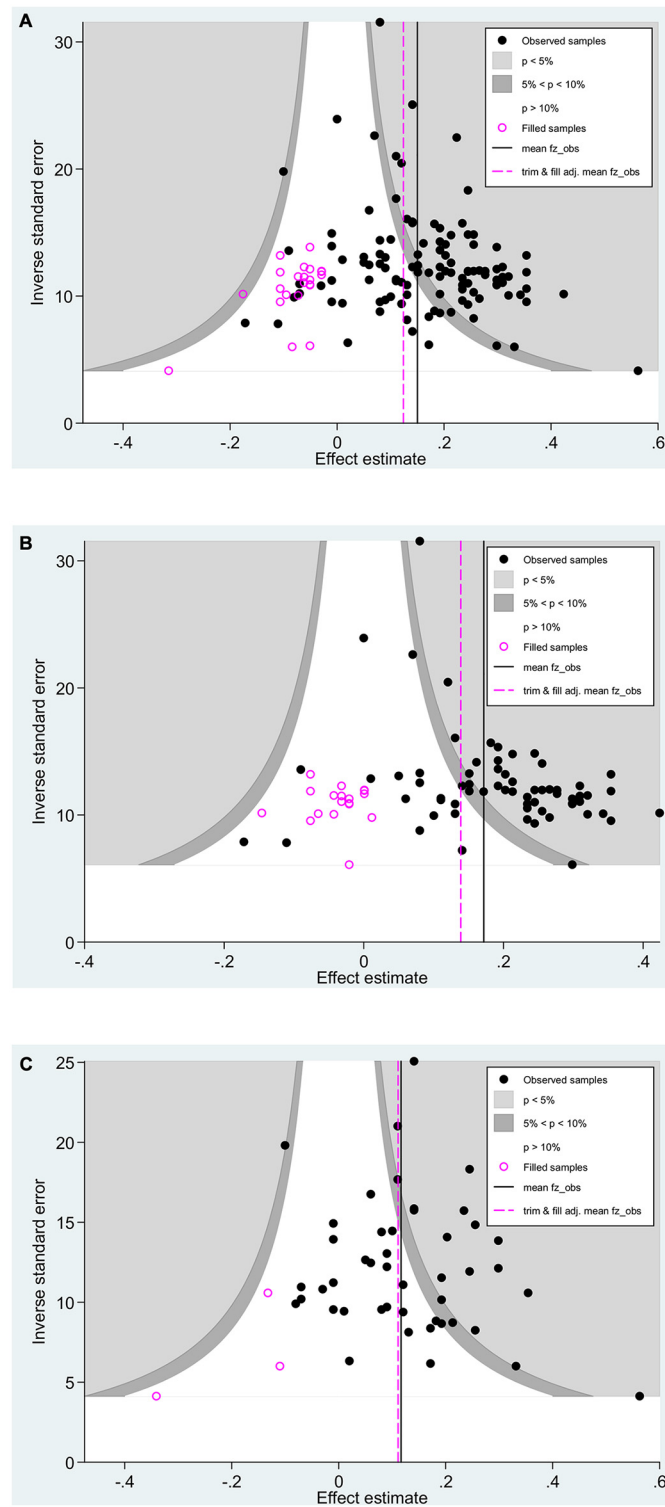 A
30
20
10
0
Inverse standard error
-.4
-.2
0
.2
.4
.6
Effect estimate
Observed samples
p < 5%
5% < p < 10%
p > 10%
Filled samples
mean fz_obs
trim & fill adj. mean fz_obs
B
30
20
10
0
Inverse standard error
-.4
-.2
0
.2
.4
Effect estimate
Observed samples
p < 5%
5% < p < 10%
p > 10%
Filled samples
mean fz_obs
trim & fill adj. mean fz_obs
C
25
20
15
10
5
0
Inverse standard error
-.4
-.2
0
.2
.4
.6
Effect estimate
Observed samples
p < 5%
5% < p < 10%
p > 10%
Filled samples
mean fz_obs
trim & fill adj. mean fz_obs